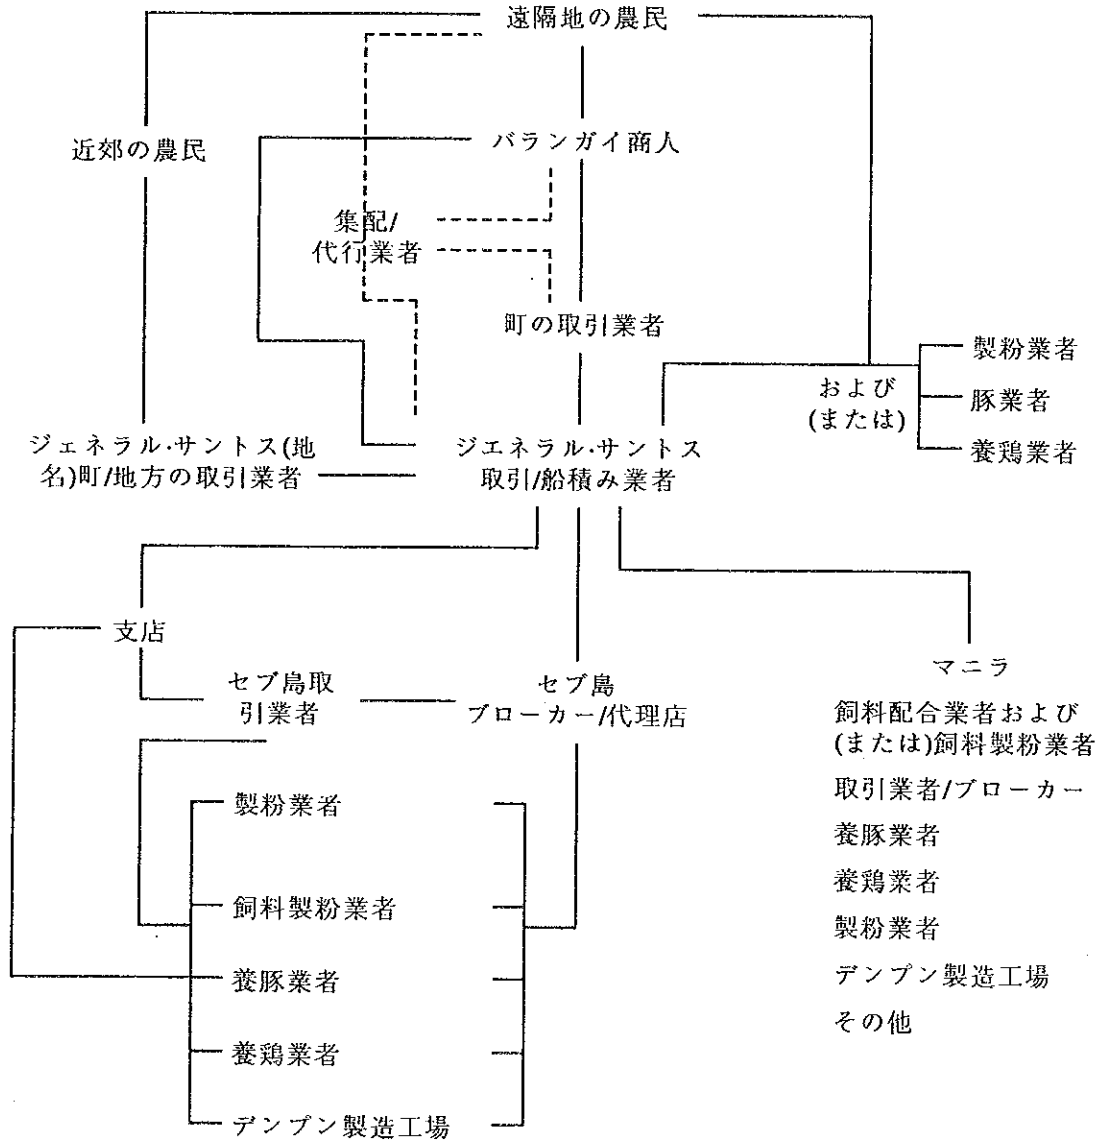 遠隔地の農民
近郊の農民
バランガイ商人
集配/
代行業者
町の取引業者
製粉業者
豚業者
養鶏業者
および
(または)
ジェネラル・サントス(地
名)町/地方の取引業者
ジエネラル・サントス
取引/船積み業者
支店
セブ島取
引業者
セブ島
ブローカー/代理店
マニラ
飼料配合業者および
(または)飼料製粉業者
取引業者/ブローカー
養豚業者
養鶏業者
製粉業者
デンプン製造工場
その他
製粉業者
飼料製粉業者
養豚業者
養鶏業者
デンプン製造工場